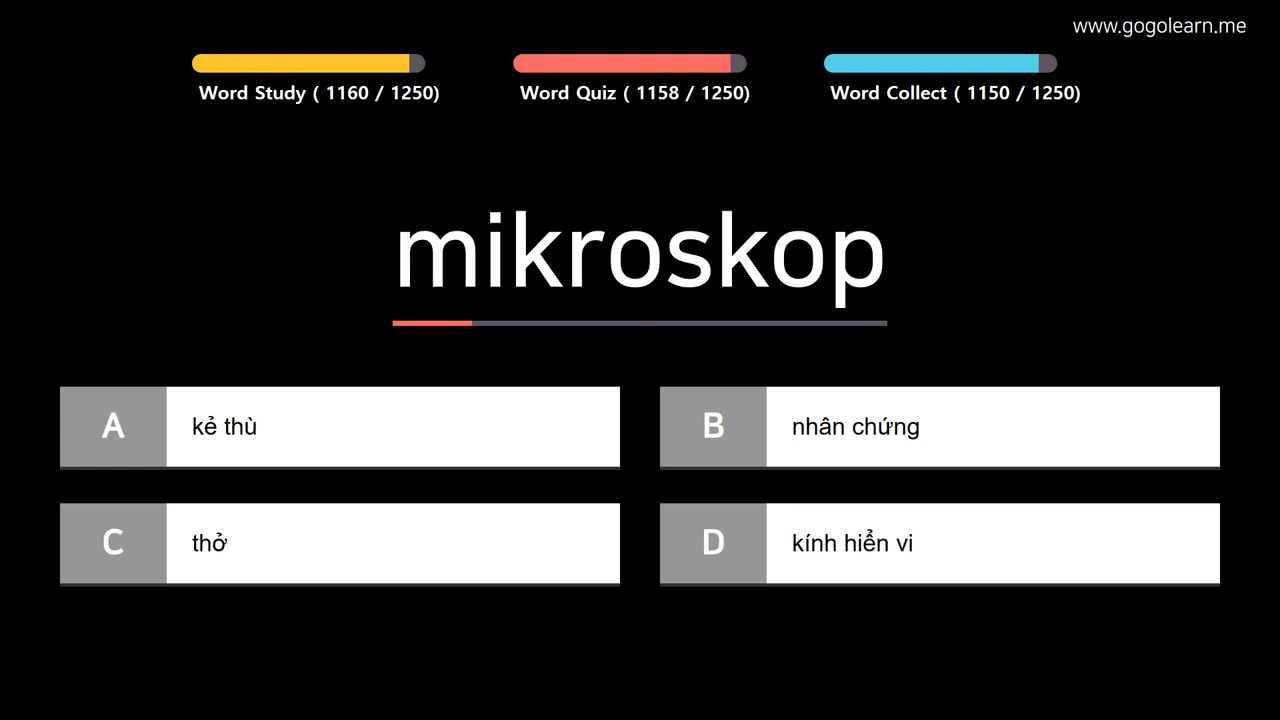 www.gogolearn.me
Word Study ( 1160 / 1250)
Word Quiz ( 1158 / 1250)
Word Collect ( 1150 / 1250)
mikroskop
A
kẻ thù
B
nhân chứng
C
thở
D
kính hiển vi